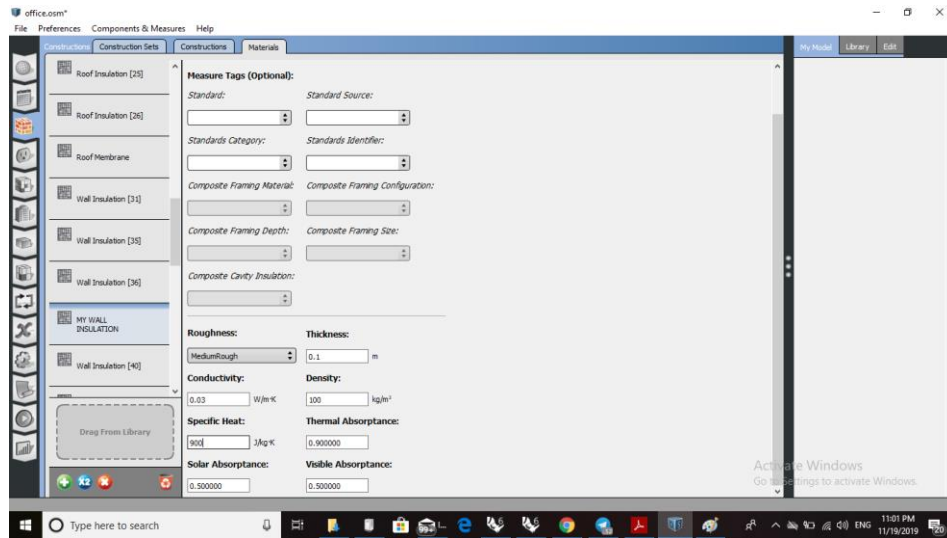 office.osm*
File Preferences Components & Measures Help
Constructions Construction Sets Constructions Materials My Model Library Edit
Roof Insulation [25]
Roof Insulation [26]
Roof Membrane
Wall Insulation [31]
Wall Insulation [35]
Wall Insulation [36]
MY WALL
INSULATION
Wall Insulation [40]
Drag From Library
x2
Measure Tags (Optional):
Standard: Standard Source:
Standards Category: Standards Identifier:
Composite Framing Material: Composite Framing Configuration:
Composite Framing Depth: Composite Framing Size:
Composite Cavity Insulation:
Roughness: Thickness:
MediumRough 0.1 m
Conductivity: Density:
0.03 W/m·K 100 kg/m³
Specific Heat: Thermal Absorptance:
900 J/kg·K 0.900000
Solar Absorptance: Visible Absorptance:
0.500000 0.500000
Activate Windows
Go to Settings to activate Windows.
Type here to search
ENG 11:01 PM
11/19/2019
20